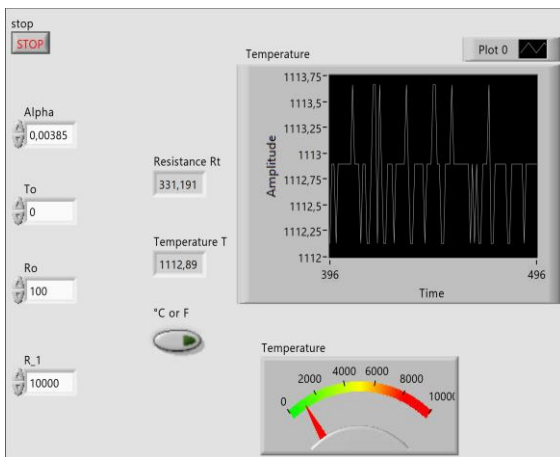 stop
STOP
Alpha
0,00385
To
0
Ro
100
R_1
10000
Resistance Rt
331,191
Temperature T
1112,89
°C or F
Temperature
Plot 0
Amplitude
1113,75
1113,5
1113,25
1113
1112,75
1112,5
1112,25
1112
396
496
Time
Temperature
0
2000
4000
6000
8000
10000